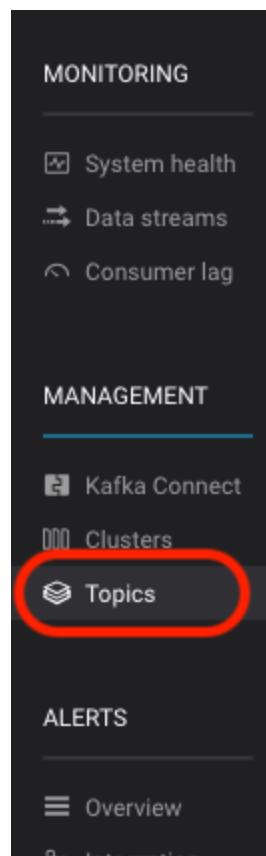 MONITORING
System health
Data streams
Consumer lag
MANAGEMENT
Kafka Connect
Clusters
Topics
ALERTS
Overview